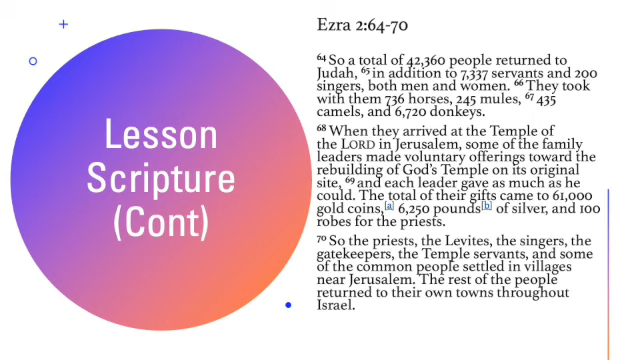 Lesson
Scripture
(Cont)
Ezra 2:64-70
64 So a total of 42,360 people returned to
Judah, 65 in addition to 7,337 servants and 200
singers, both men and women. 66 They took
with them 736 horses, 245 mules, 67 435
camels, and 6,720 donkeys.
68 When they arrived at the Temple of
the LORD in Jerusalem, some of the family
leaders made voluntary offerings toward the
rebuilding of God's Temple on its original
site, 69 and each leader gave as much as he
could. The total of their gifts came to 61,000
gold coins,[a] 6,250 pounds[b] of silver, and 100
robes for the priests.
70 So the priests, the Levites, the singers, the
gatekeepers, the Temple servants, and some
of the common people settled in villages
near Jerusalem. The rest of the people
returned to their own towns throughout
Israel.